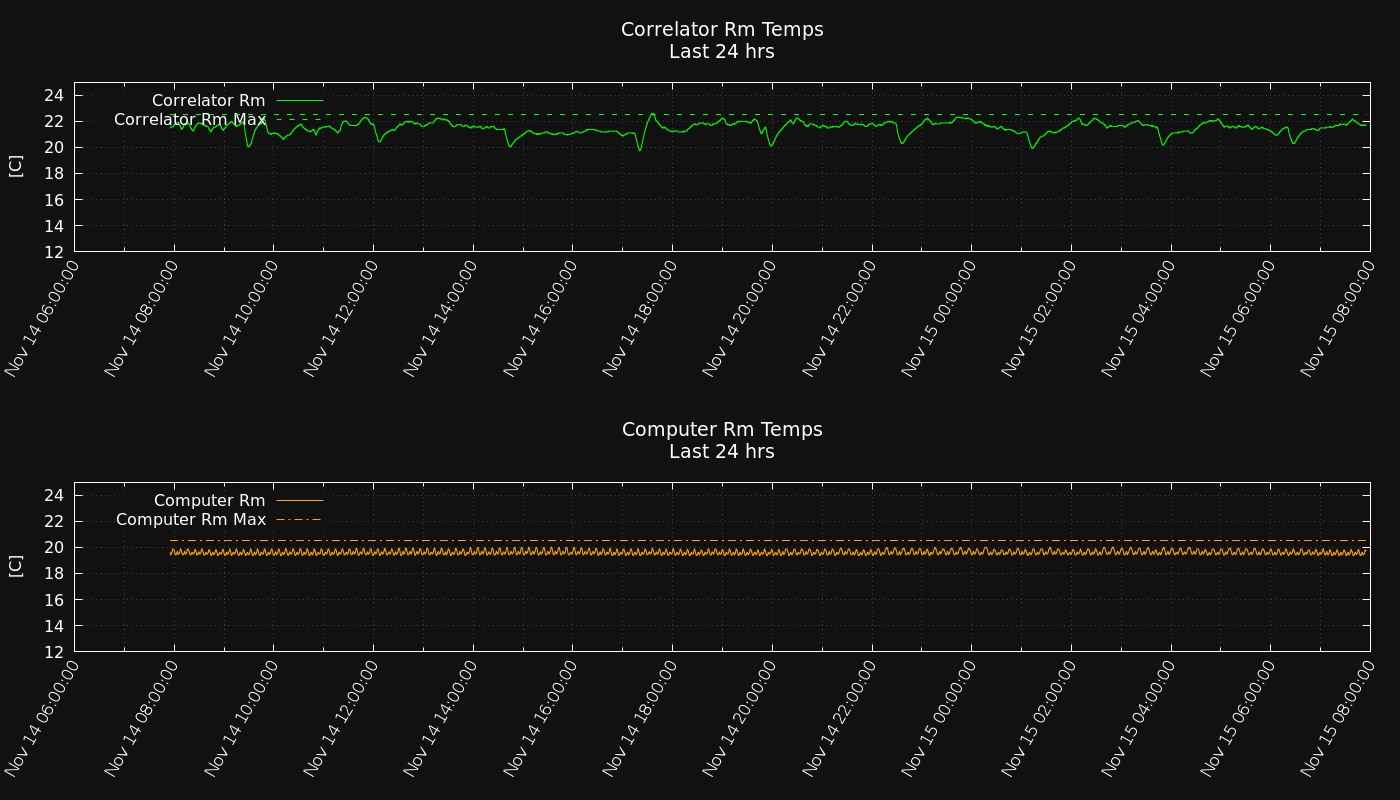 Correlator Rm Temps
Last 24 hrs
Correlator Rm
Correlator Rm Max
24
22
20
18
16
14
12
[C]
Nov 14 06:00:00
Nov 14 08:00:00
Nov 14 10:00:00
Nov 14 12:00:00
Nov 14 14:00:00
Nov 14 16:00:00
Nov 14 18:00:00
Nov 14 20:00:00
Nov 14 22:00:00
Nov 15 00:00:00
Nov 15 02:00:00
Nov 15 04:00:00
Nov 15 06:00:00
Nov 15 08:00:00
Computer Rm Temps
Last 24 hrs
Computer Rm
Computer Rm Max
24
22
20
18
16
14
12
[C]
Nov 14 06:00:00
Nov 14 08:00:00
Nov 14 10:00:00
Nov 14 12:00:00
Nov 14 14:00:00
Nov 14 16:00:00
Nov 14 18:00:00
Nov 14 20:00:00
Nov 14 22:00:00
Nov 15 00:00:00
Nov 15 02:00:00
Nov 15 04:00:00
Nov 15 06:00:00
Nov 15 08:00:00